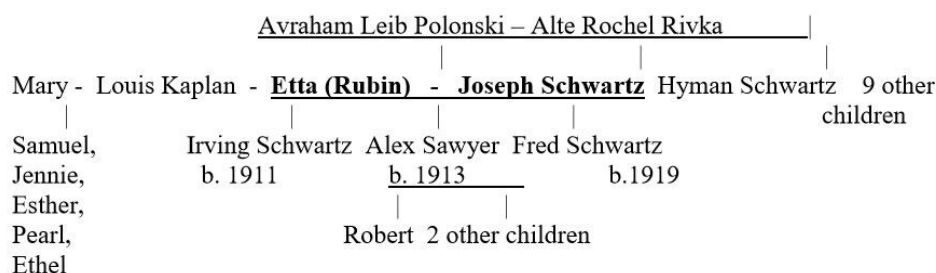 Avraham Leib Polonski – Alte Rochel Rivka
Mary - Louis Kaplan - Etta (Rubin) - Joseph Schwartz Hyman Schwartz 9 other
children
Samuel, Irving Schwartz Alex Sawyer Fred Schwartz
Jennie, b. 1911 b. 1913 b.1919
Esther,
Pearl, Robert 2 other children
Ethel